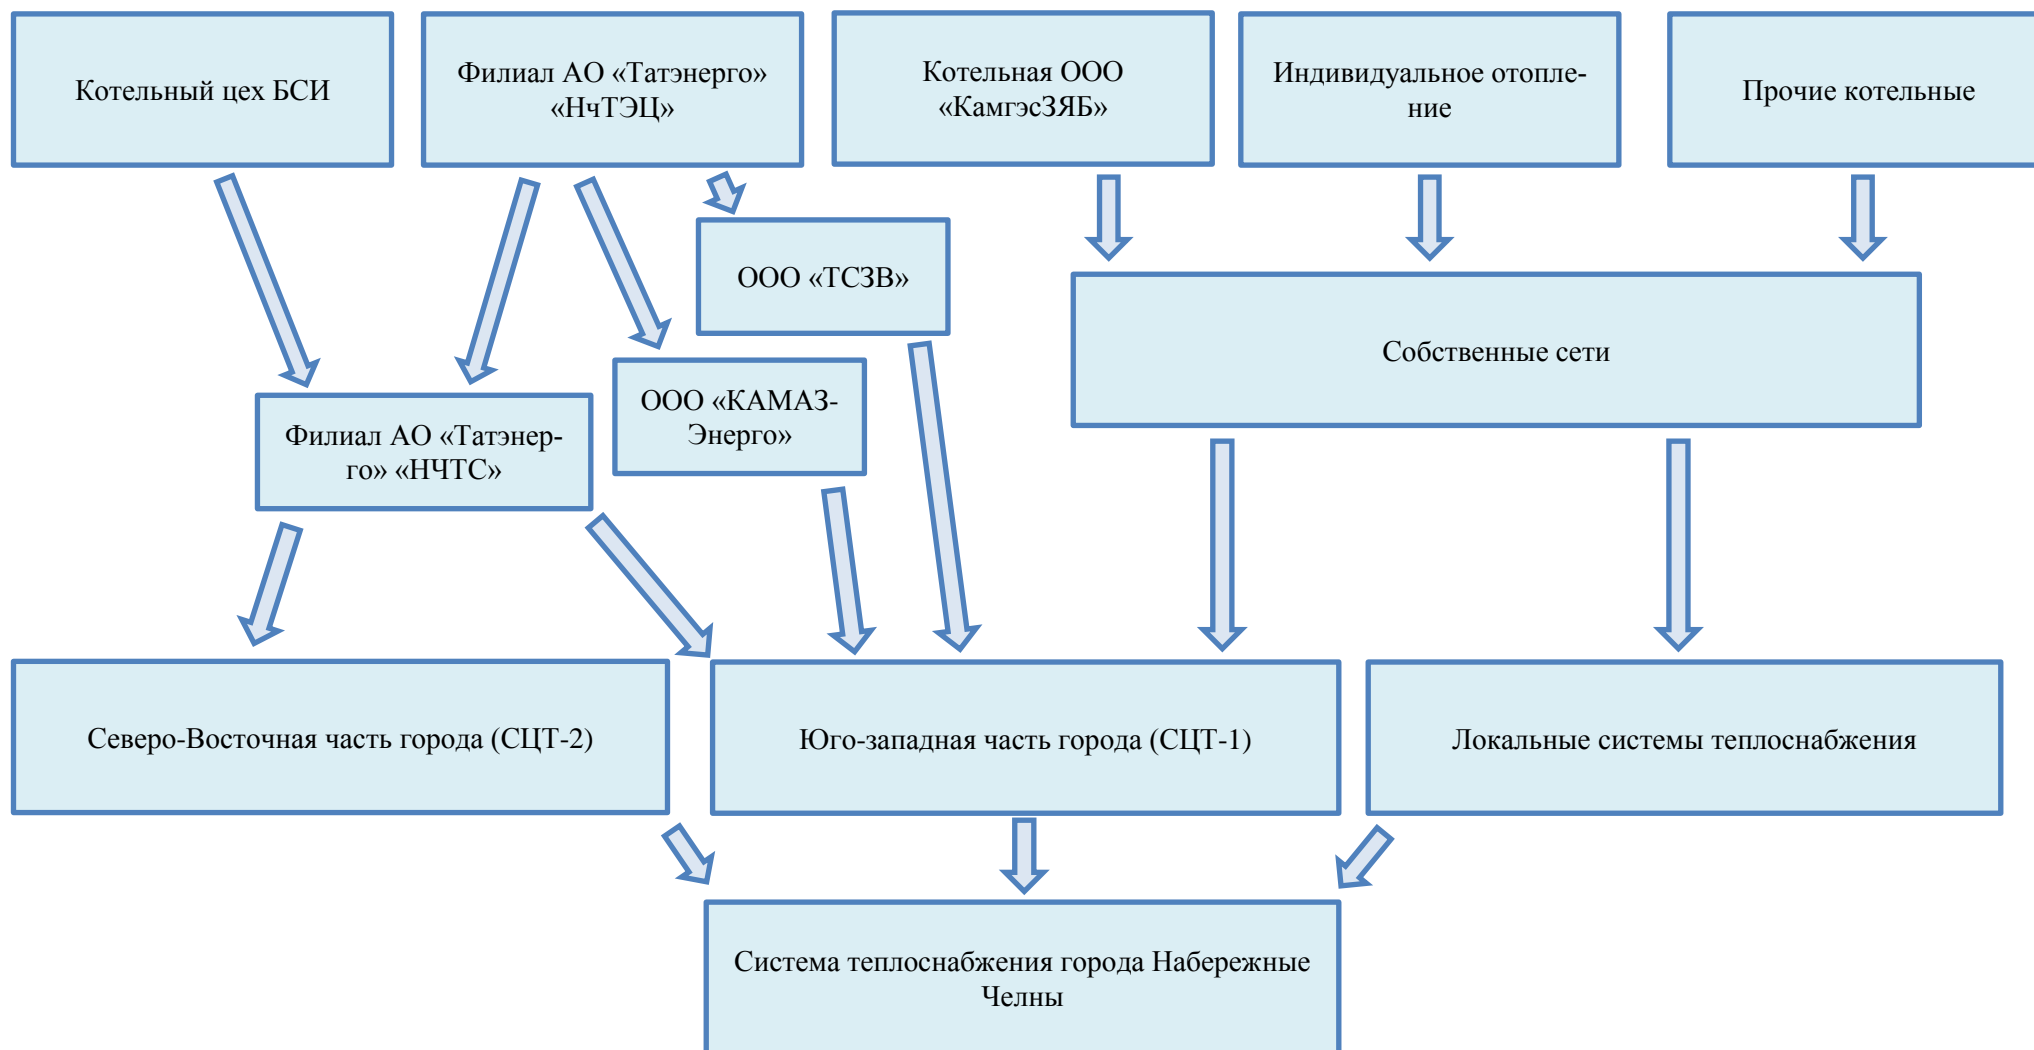 Котельный цех БСИ
Филиал АО «Татэнерго»
«НчТЭЦ»
Котельная ООО
«КамгэсЗЯБ»
Индивидуальное отопле-
ние
Прочие котельные
ООО «ТСЗВ»
Собственные сети
ООО «КАМАЗ-
Энерго»
Филиал АО «Татэнер-
го» «НЧТС»
Северо-Восточная часть города (СЦТ-2)
Юго-западная часть города (СЦТ-1)
Локальные системы теплоснабжения
Система теплоснабжения города Набережные
Челны